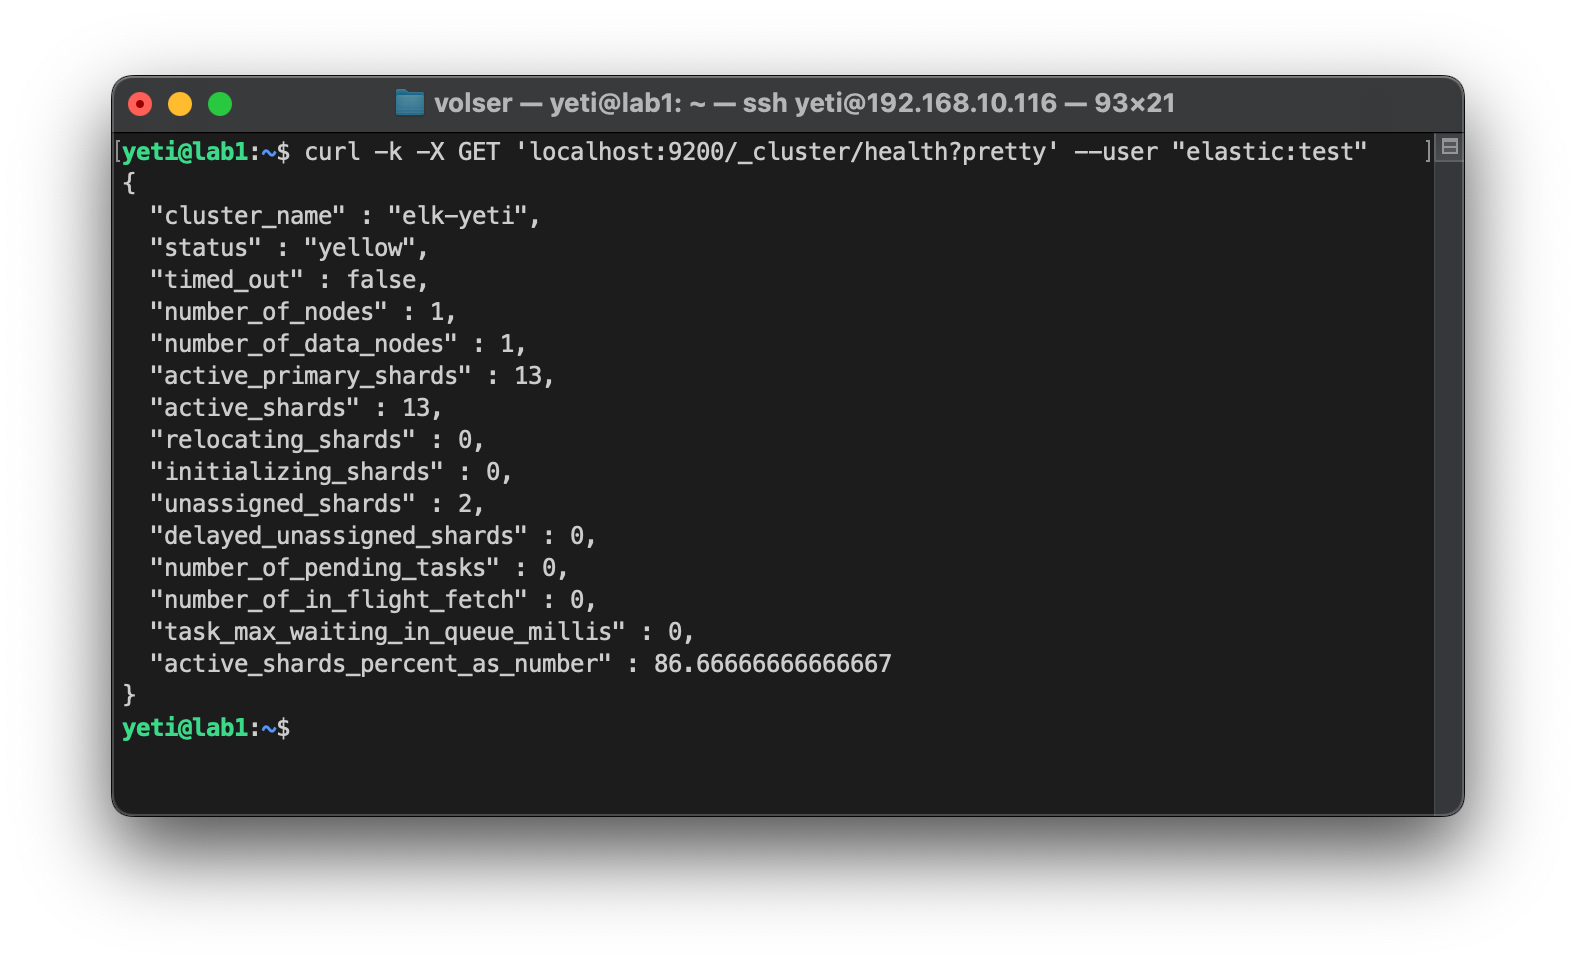 volser — yeti@lab1: ~ — ssh yeti@192.168.10.116 — 93×21
[yeti@lab1:~$ curl -k -X GET 'localhost:9200/_cluster/health?pretty' --user "elastic:test" ]
{
  "cluster_name" : "elk-yeti",
  "status" : "yellow",
  "timed_out" : false,
  "number_of_nodes" : 1,
  "number_of_data_nodes" : 1,
  "active_primary_shards" : 13,
  "active_shards" : 13,
  "relocating_shards" : 0,
  "initializing_shards" : 0,
  "unassigned_shards" : 2,
  "delayed_unassigned_shards" : 0,
  "number_of_pending_tasks" : 0,
  "number_of_in_flight_fetch" : 0,
  "task_max_waiting_in_queue_millis" : 0,
  "active_shards_percent_as_number" : 86.66666666666667
}
yeti@lab1:~$